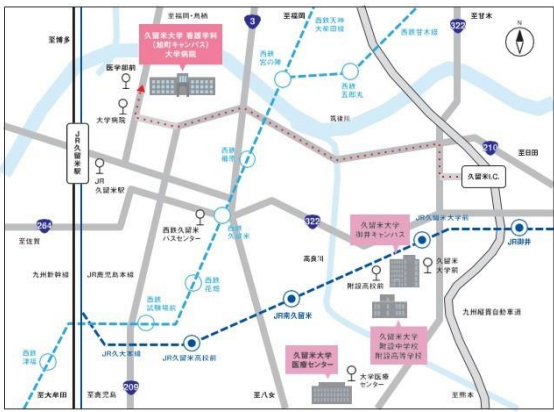 至福岡・鳥栖
3
至福岡
西鉄天神
大牟田線
322
至甘木
至博多
久留米大学 看護学科
(旭町キャンパス)
大学病院
西鉄甘木線
N
医学部前
西鉄
宮の陣
大学病院
西鉄
五郎丸
筑後川
JR久留米駅
210
至日田
JR
久留米駅
西鉄
櫛原
久留米I.C.
264
西鉄久留米
バスセンター
西鉄
久留米
322
久留米大学
御井キャンパス
JR久留米大学前
至佐賀
高良川
JR御井
九州新幹線
JR鹿児島本線
西鉄
花畑
附設高校前
久留米
大学前
西鉄
試験場前
JR南久留米
九州縦貫自動車道
久留米大学
附設中学校
附設高等学校
JR久大本線
JR久留米高校前
久留米大学
医療センター
西鉄
津福
大学医療
センター
209
至大牟田
至鹿児島
至八女
至熊本